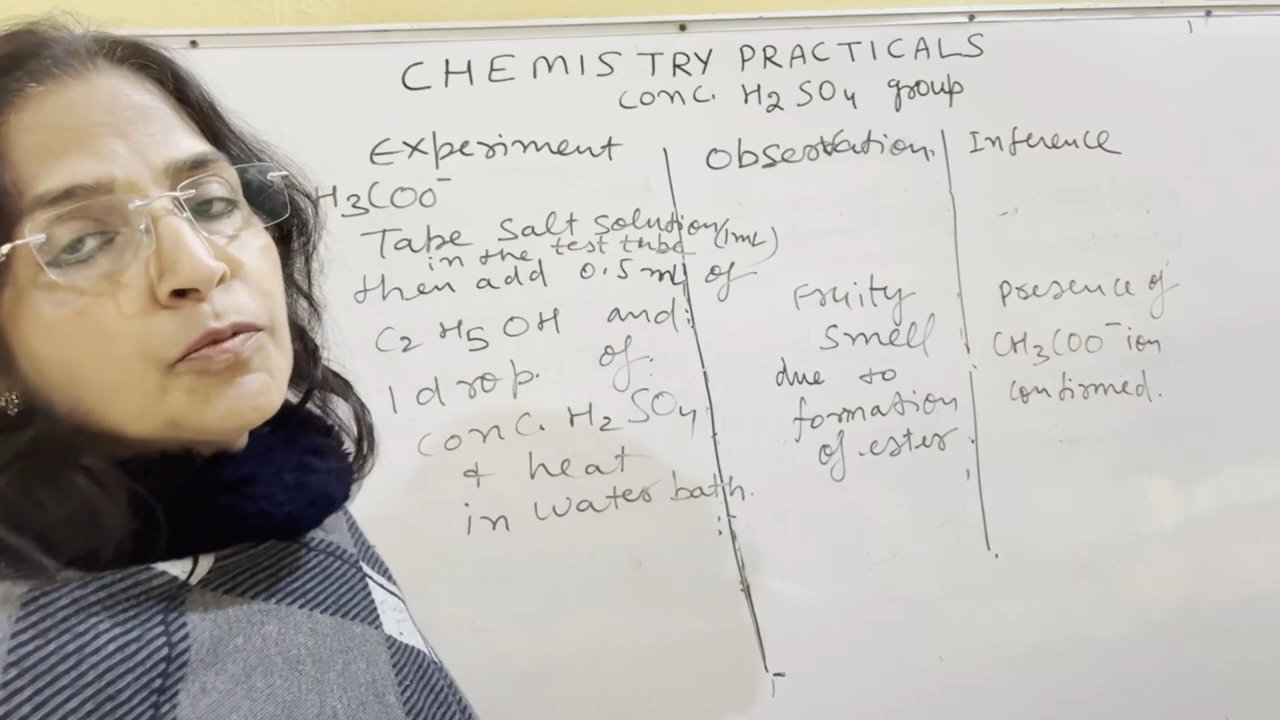 CHEMISTRY PRACTICALS
conc. H2SO4 group
Experiment
Observation
Inference
H3COO⁻
Take salt solution (1mL)
in the test tube
then add 0.5 mL of
C2H5OH and
1 drop of
conc. H2SO4
& heat
in water bath.
Fruity
smell
due to
formation
of ester
presence of
CH3COO⁻ ion
confirmed.